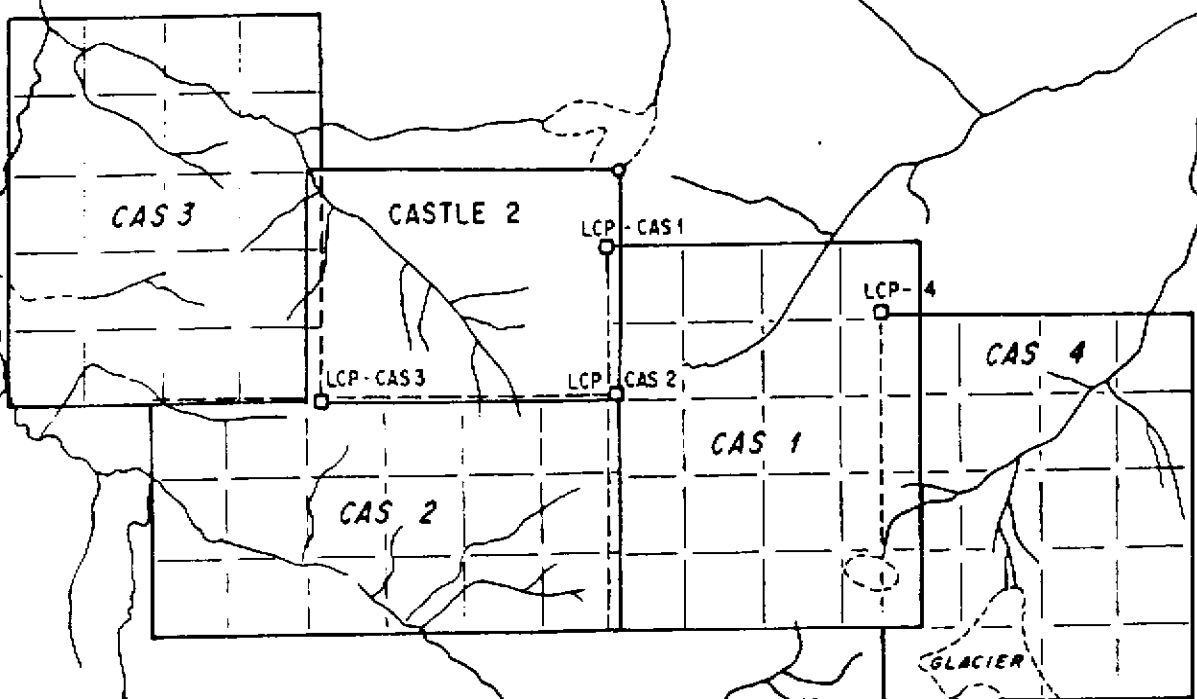 CAS 3
CASTLE 2
LCP - CAS 1
LCP - 4
CAS 4
LCP - CAS 3
LCP CAS 2
CAS 1
CAS 2
GLACIER